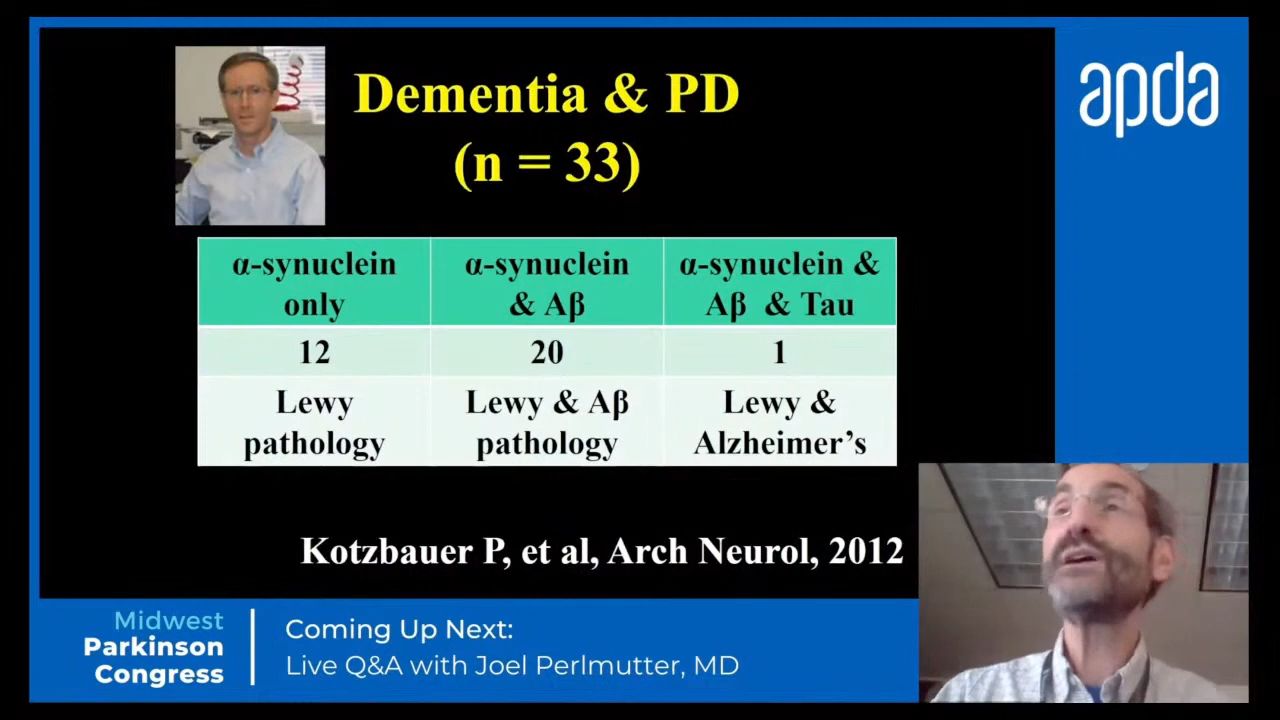 apda
Dementia & PD
(n = 33)
α-synuclein
only
α-synuclein
& Aβ
α-synuclein &
Aβ & Tau
12
20
1
Lewy
pathology
Lewy & Aβ
pathology
Lewy &
Alzheimer’s
Kotzbauer P, et al, Arch Neurol, 2012
Midwest
Parkinson
Congress
Coming Up Next:
Live Q&A with Joel Perlmutter, MD